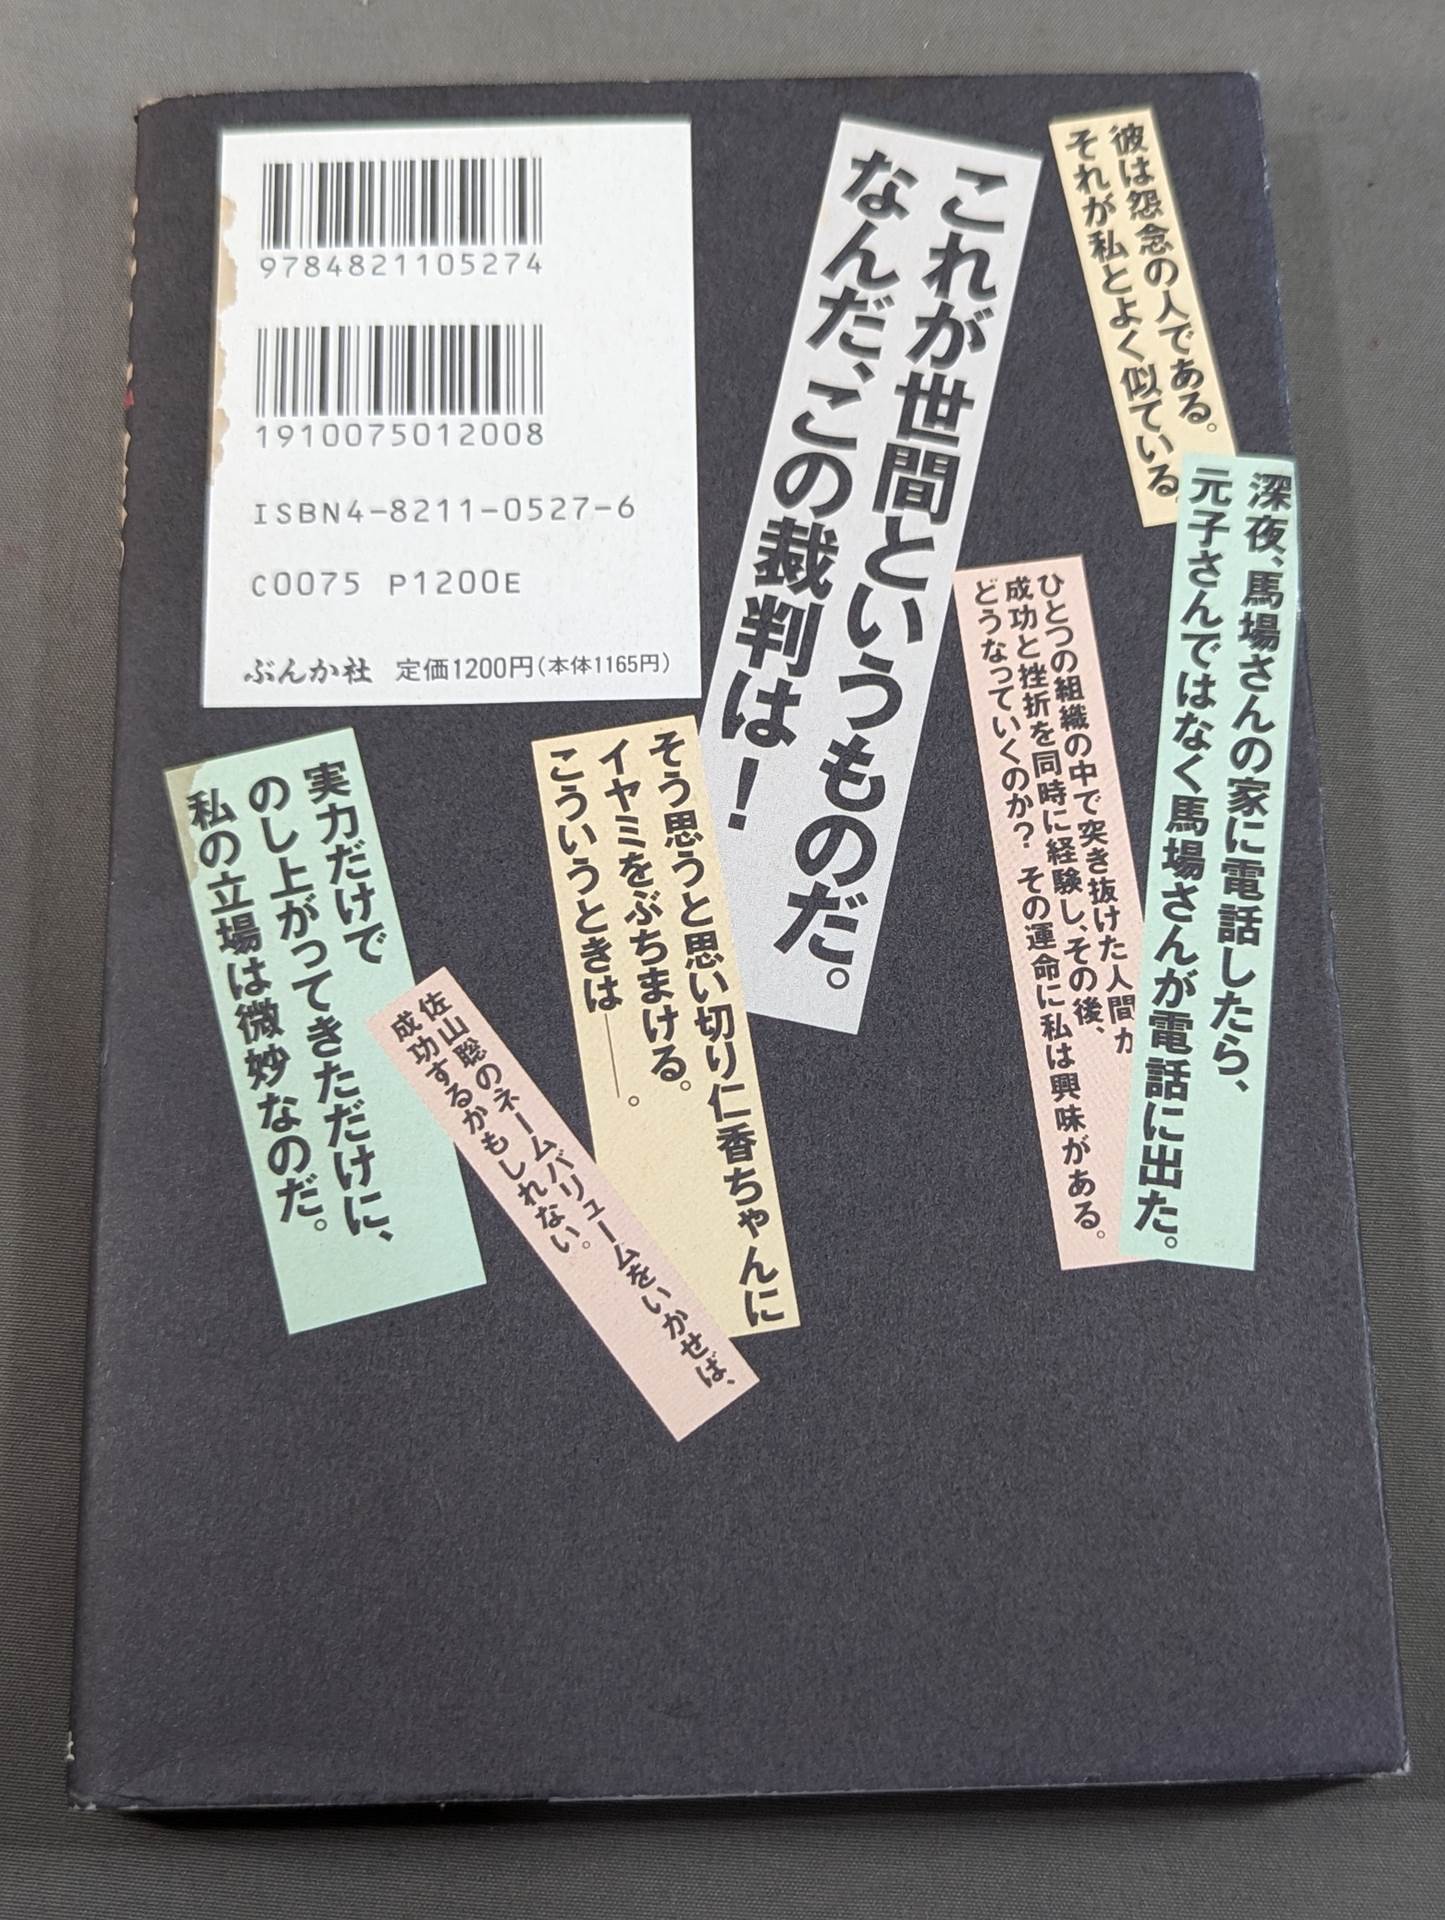 9784821105274
1910075012008
ISBN4-8211-0527-6
C0075 P1200E
ぶんか社 定価1200円(本体1165円)
彼は怨念の人である。
それが私とよく似ている。
これが世間というものだ。
なんだ、この裁判は!
深夜、馬場さんの家に電話したら、
元子さんではなく馬場さんが電話に出た。
ひとつの組織の中で突き抜けた人間が
成功と挫折を同時に経験し、その後、
どうなっていくのか? その運命に私は興味がある。
そう思うと思い切り仁香ちゃんに
イヤミをぶちまける。
こういうときは——。
実力だけで
のし上がってきただけに、
私の立場は微妙なのだ。
佐山聡のネームバリュームをいかせば、
成功するかもしれない。